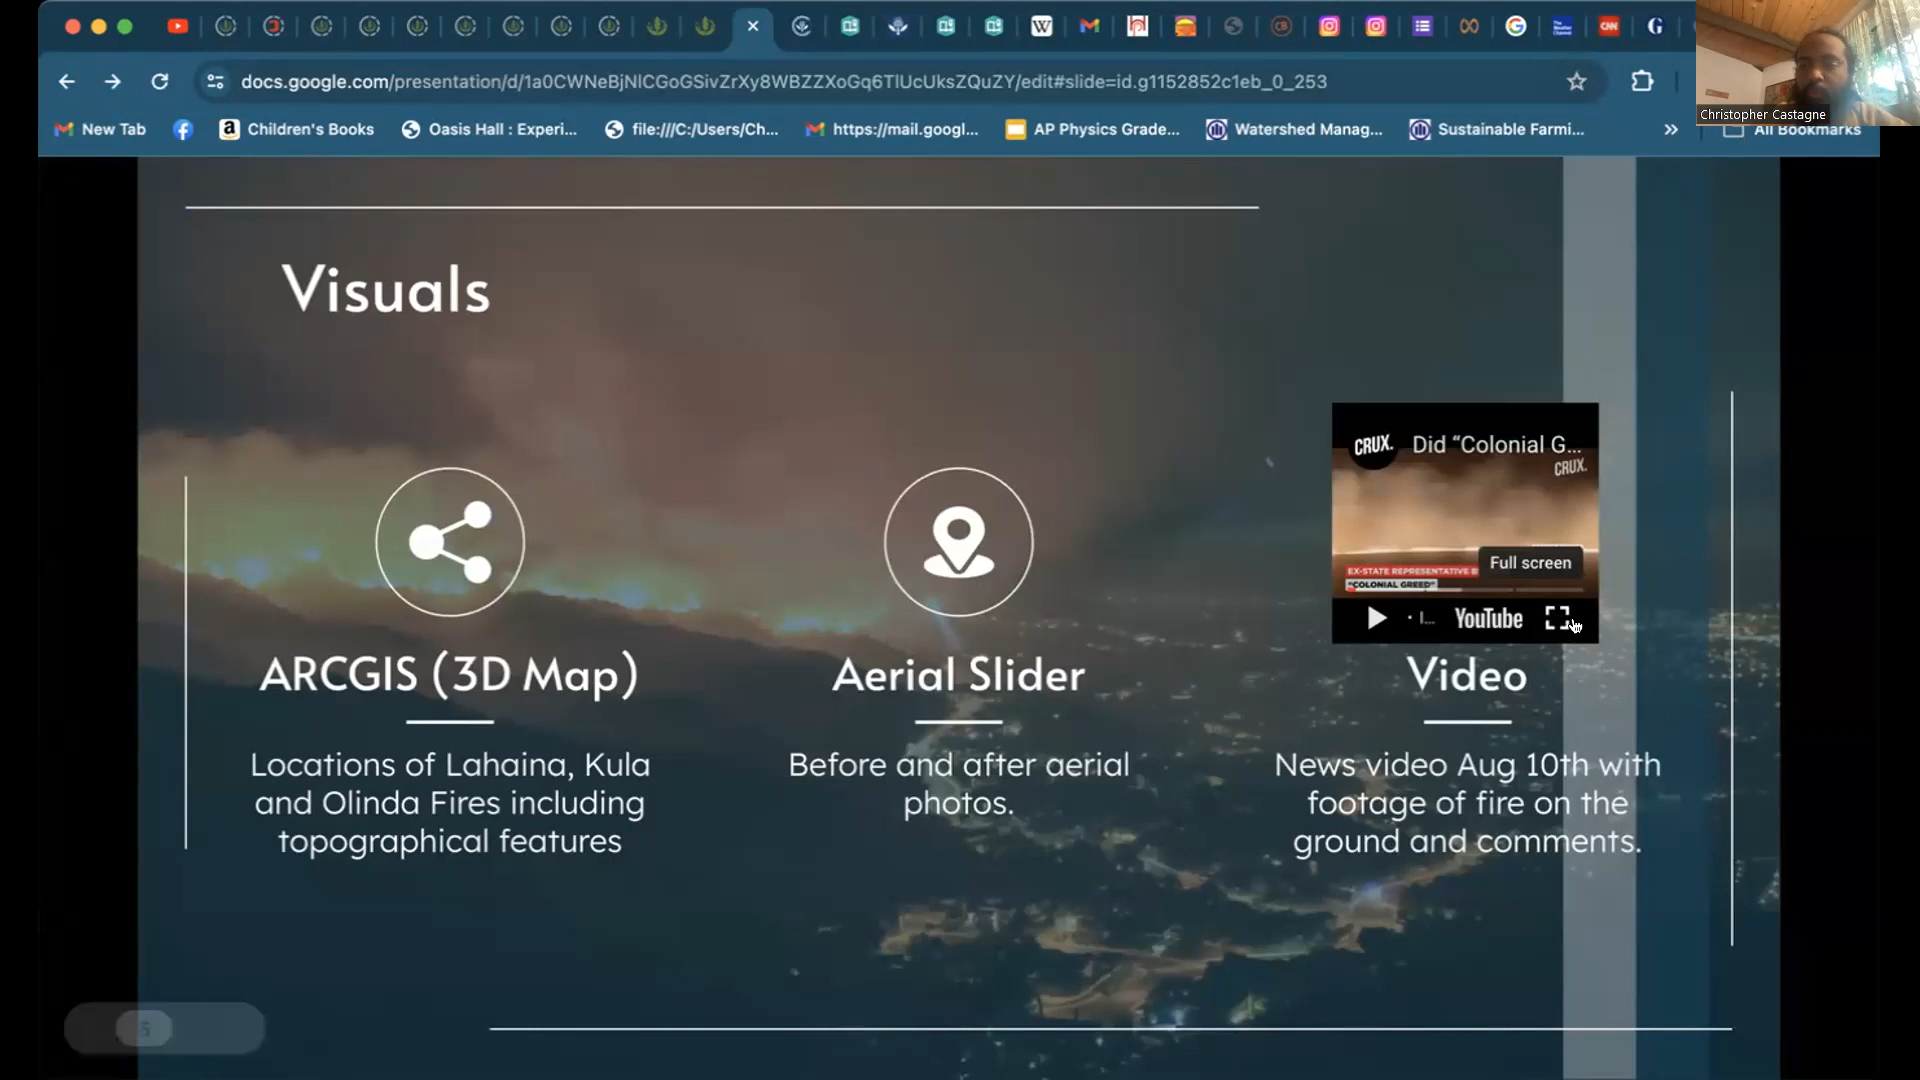 docs.google.com/presentation/d/1a0CWNeBjNlCGoGSivZrXy8WBZZXoGq6TlUcUksZQuZY/edit#slide=id.g1152852c1eb_0_253
Christopher Castagne
New Tab
Children's Books
Oasis Hall : Experi...
file:///C:/Users/Ch...
https://mail.googl...
AP Physics Grade...
Watershed Manag...
Sustainable Farmi...
»
All Bookmarks
Visuals
CRUX.
Did “Colonial G...
CRUX.
Full screen
EX-STATE REPRESENTATIVE
"COLONIAL GREED"
YouTube
ARCGIS (3D Map)
Locations of Lahaina, Kula
and Olinda Fires including
topographical features
Aerial Slider
Before and after aerial
photos.
Video
News video Aug 10th with
footage of fire on the
ground and comments.
5